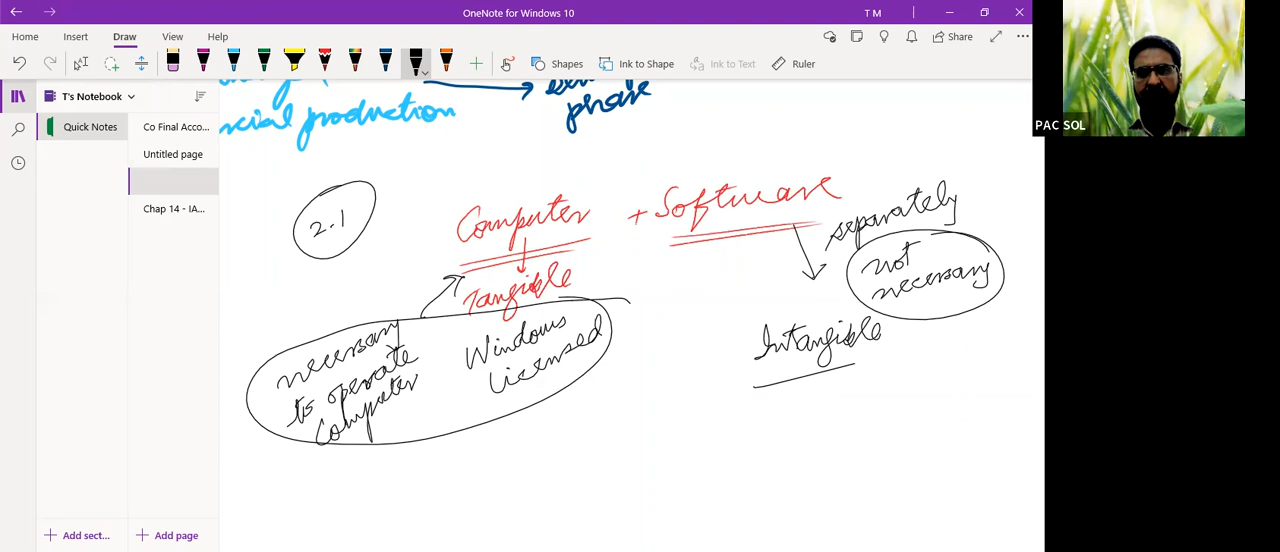 OneNote for Windows 10
T M
Home Insert Draw View Help
Share
Shapes
Ink to Shape
Ink to Text
Ruler
T's Notebook
Quick Notes
Co Final Acco...
Untitled page
Chap 14 - IA...
Add sect...
Add page
PAC SOL
cial production
phase
2.1
Computer + Software
separately
not
necessary
Tangible
Intangible
necessary
to operate
Computer
Windows
Licensed